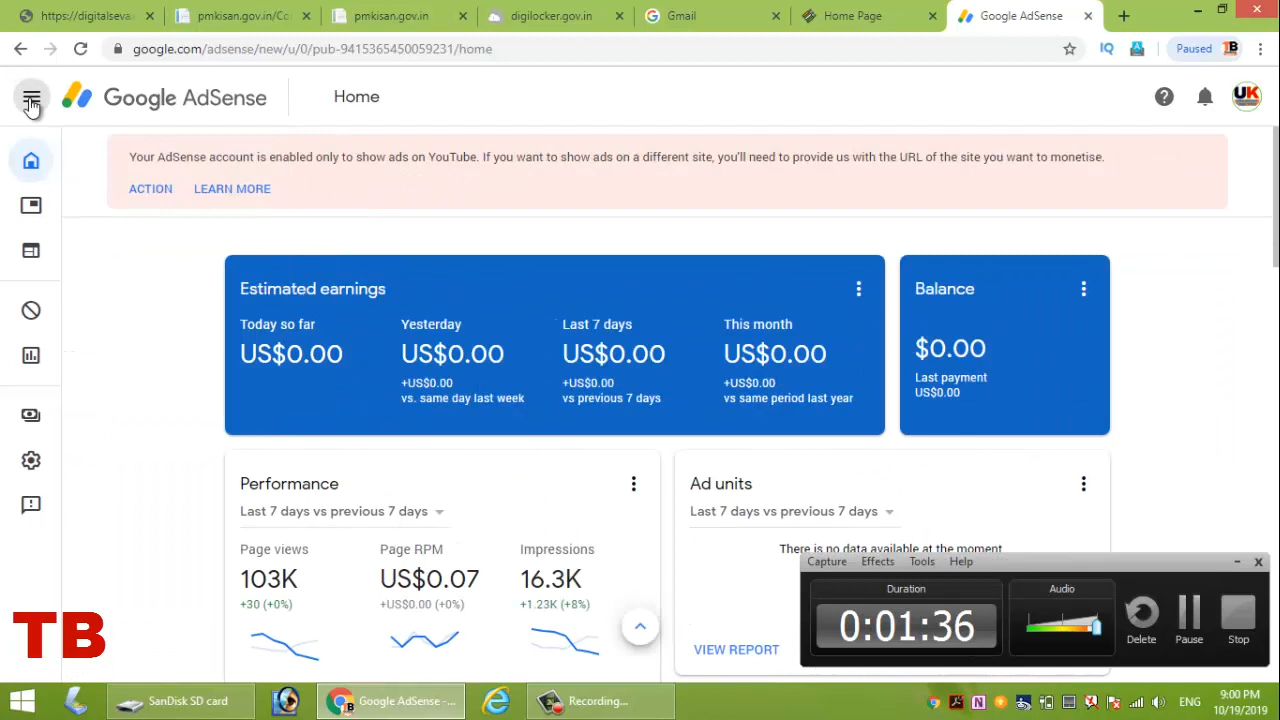 https://digitalseva
pmkisan.gov.in/Co
pmkisan.gov.in
digilocker.gov.in
Gmail
Home Page
Google AdSense
google.com/adsense/new/u/0/pub-9415365450059231/home
IQ
Paused
TB
Google AdSense
Home
UK
Your AdSense account is enabled only to show ads on YouTube. If you want to show ads on a different site, you'll need to provide us with the URL of the site you want to monetise.
ACTION LEARN MORE
Estimated earnings
Balance
Today so far
Yesterday
Last 7 days
This month
US$0.00
US$0.00
US$0.00
US$0.00
$0.00
+US$0.00
+US$0.00
+US$0.00
Last payment
vs. same day last week
vs previous 7 days
vs same period last year
US$0.00
Performance
Ad units
Last 7 days vs previous 7 days
Last 7 days vs previous 7 days
Page views
Page RPM
Impressions
There is no data available at the moment
103K
US$0.07
16.3K
+30 (+0%)
+US$0.00 (+0%)
+1.23K (+8%)
VIEW REPORT
Capture Effects Tools Help
Duration
Audio
0:01:36
Delete
Pause
Stop
TB
SanDisk SD card
Google AdSense -...
Recording...
ENG
9:00 PM
10/19/2019